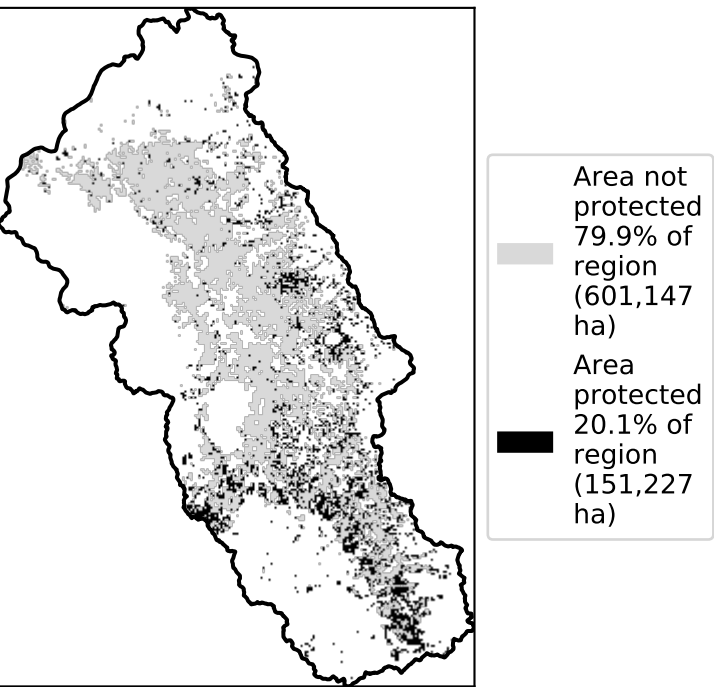 Area not
protected
79.9% of
region
(601,147
ha)
Area
protected
20.1% of
region
(151,227
ha)